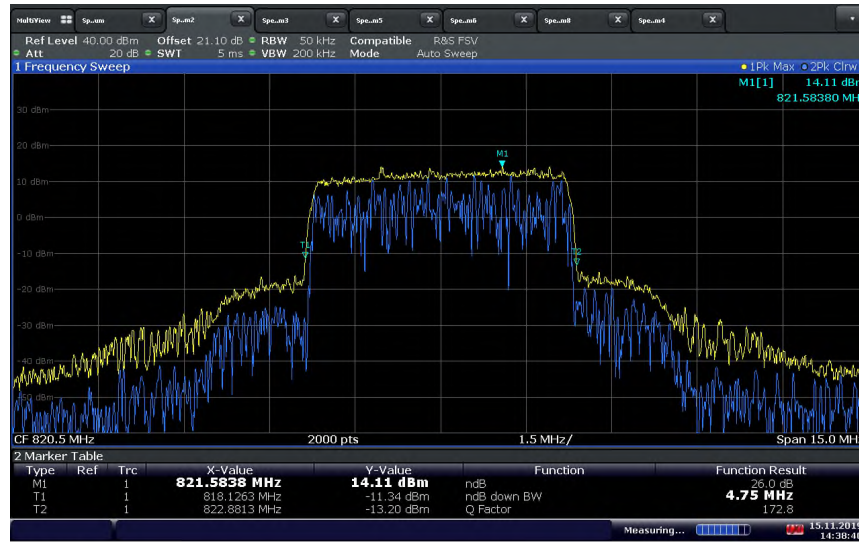 MultiView Sp..um X Sp..m2 X Spe..m3 X Spe..m5 X Spe..m6 X Spe..m8 X Spe..m4 X
Ref Level 40.00 dBm Offset 21.10 dB RBW 50 kHz Compatible R&S FSV
Att 20 dB SWT 5 ms VBW 200 kHz Mode Auto Sweep
1 Frequency Sweep 1Pk Max 2Pk Clrw
M1[1] 14.11 dBm
821.58380 MH
30 dBm
20 dBm
M1
10 dBm
0 dBm
T1
T2
-10 dBm
-20 dBm
-30 dBm
-40 dBm
-50 dBm
CF 820.5 MHz 2000 pts 1.5 MHz/ Span 15.0 MH
2 Marker Table
Type Ref Trc X-Value Y-Value Function Function Result
M1 1 821.5838 MHz 14.11 dBm ndB 26.0 dB
T1 1 818.1263 MHz -11.34 dBm ndB down BW 4.75 MHz
T2 1 822.8813 MHz -13.20 dBm Q Factor 172.8
Measuring... 15.11.2019
14:38:4